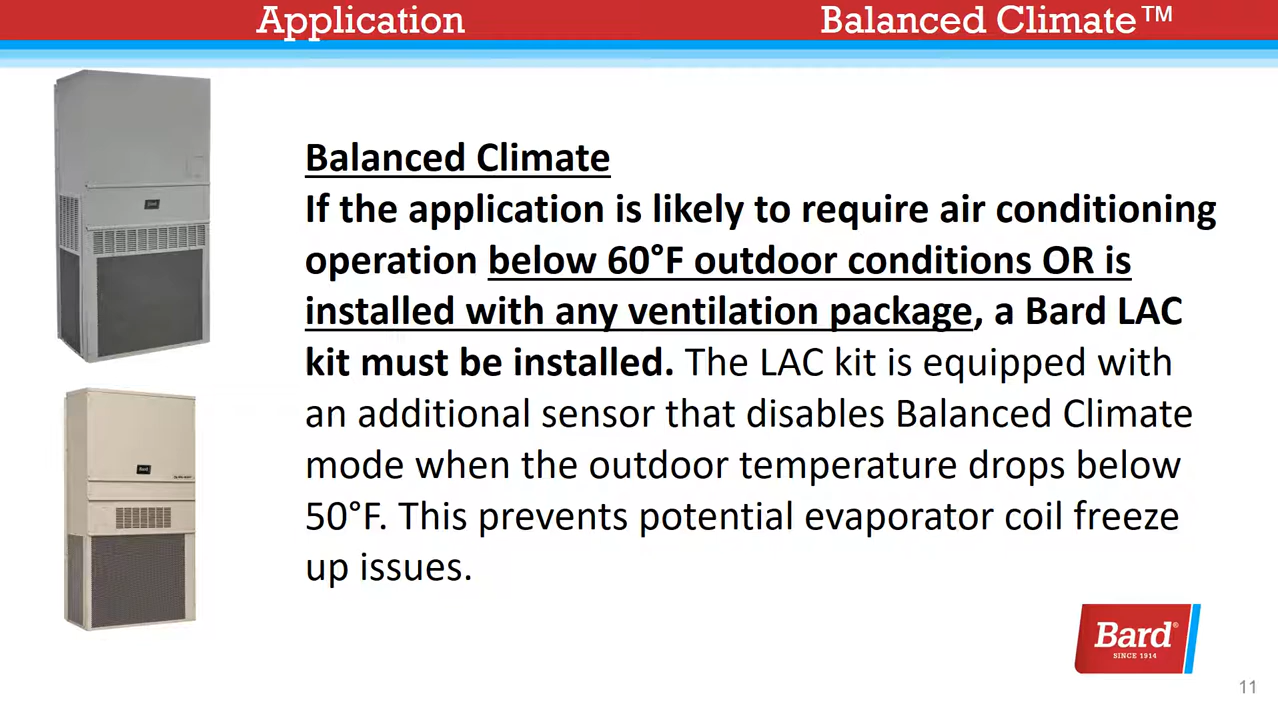 Application
Balanced Climate™
Balanced Climate
If the application is likely to require air conditioning
operation below 60°F outdoor conditions OR is
installed with any ventilation package, a Bard LAC
kit must be installed. The LAC kit is equipped with
an additional sensor that disables Balanced Climate
mode when the outdoor temperature drops below
50°F. This prevents potential evaporator coil freeze
up issues.
Bard
Bard®
SINCE 1914
11